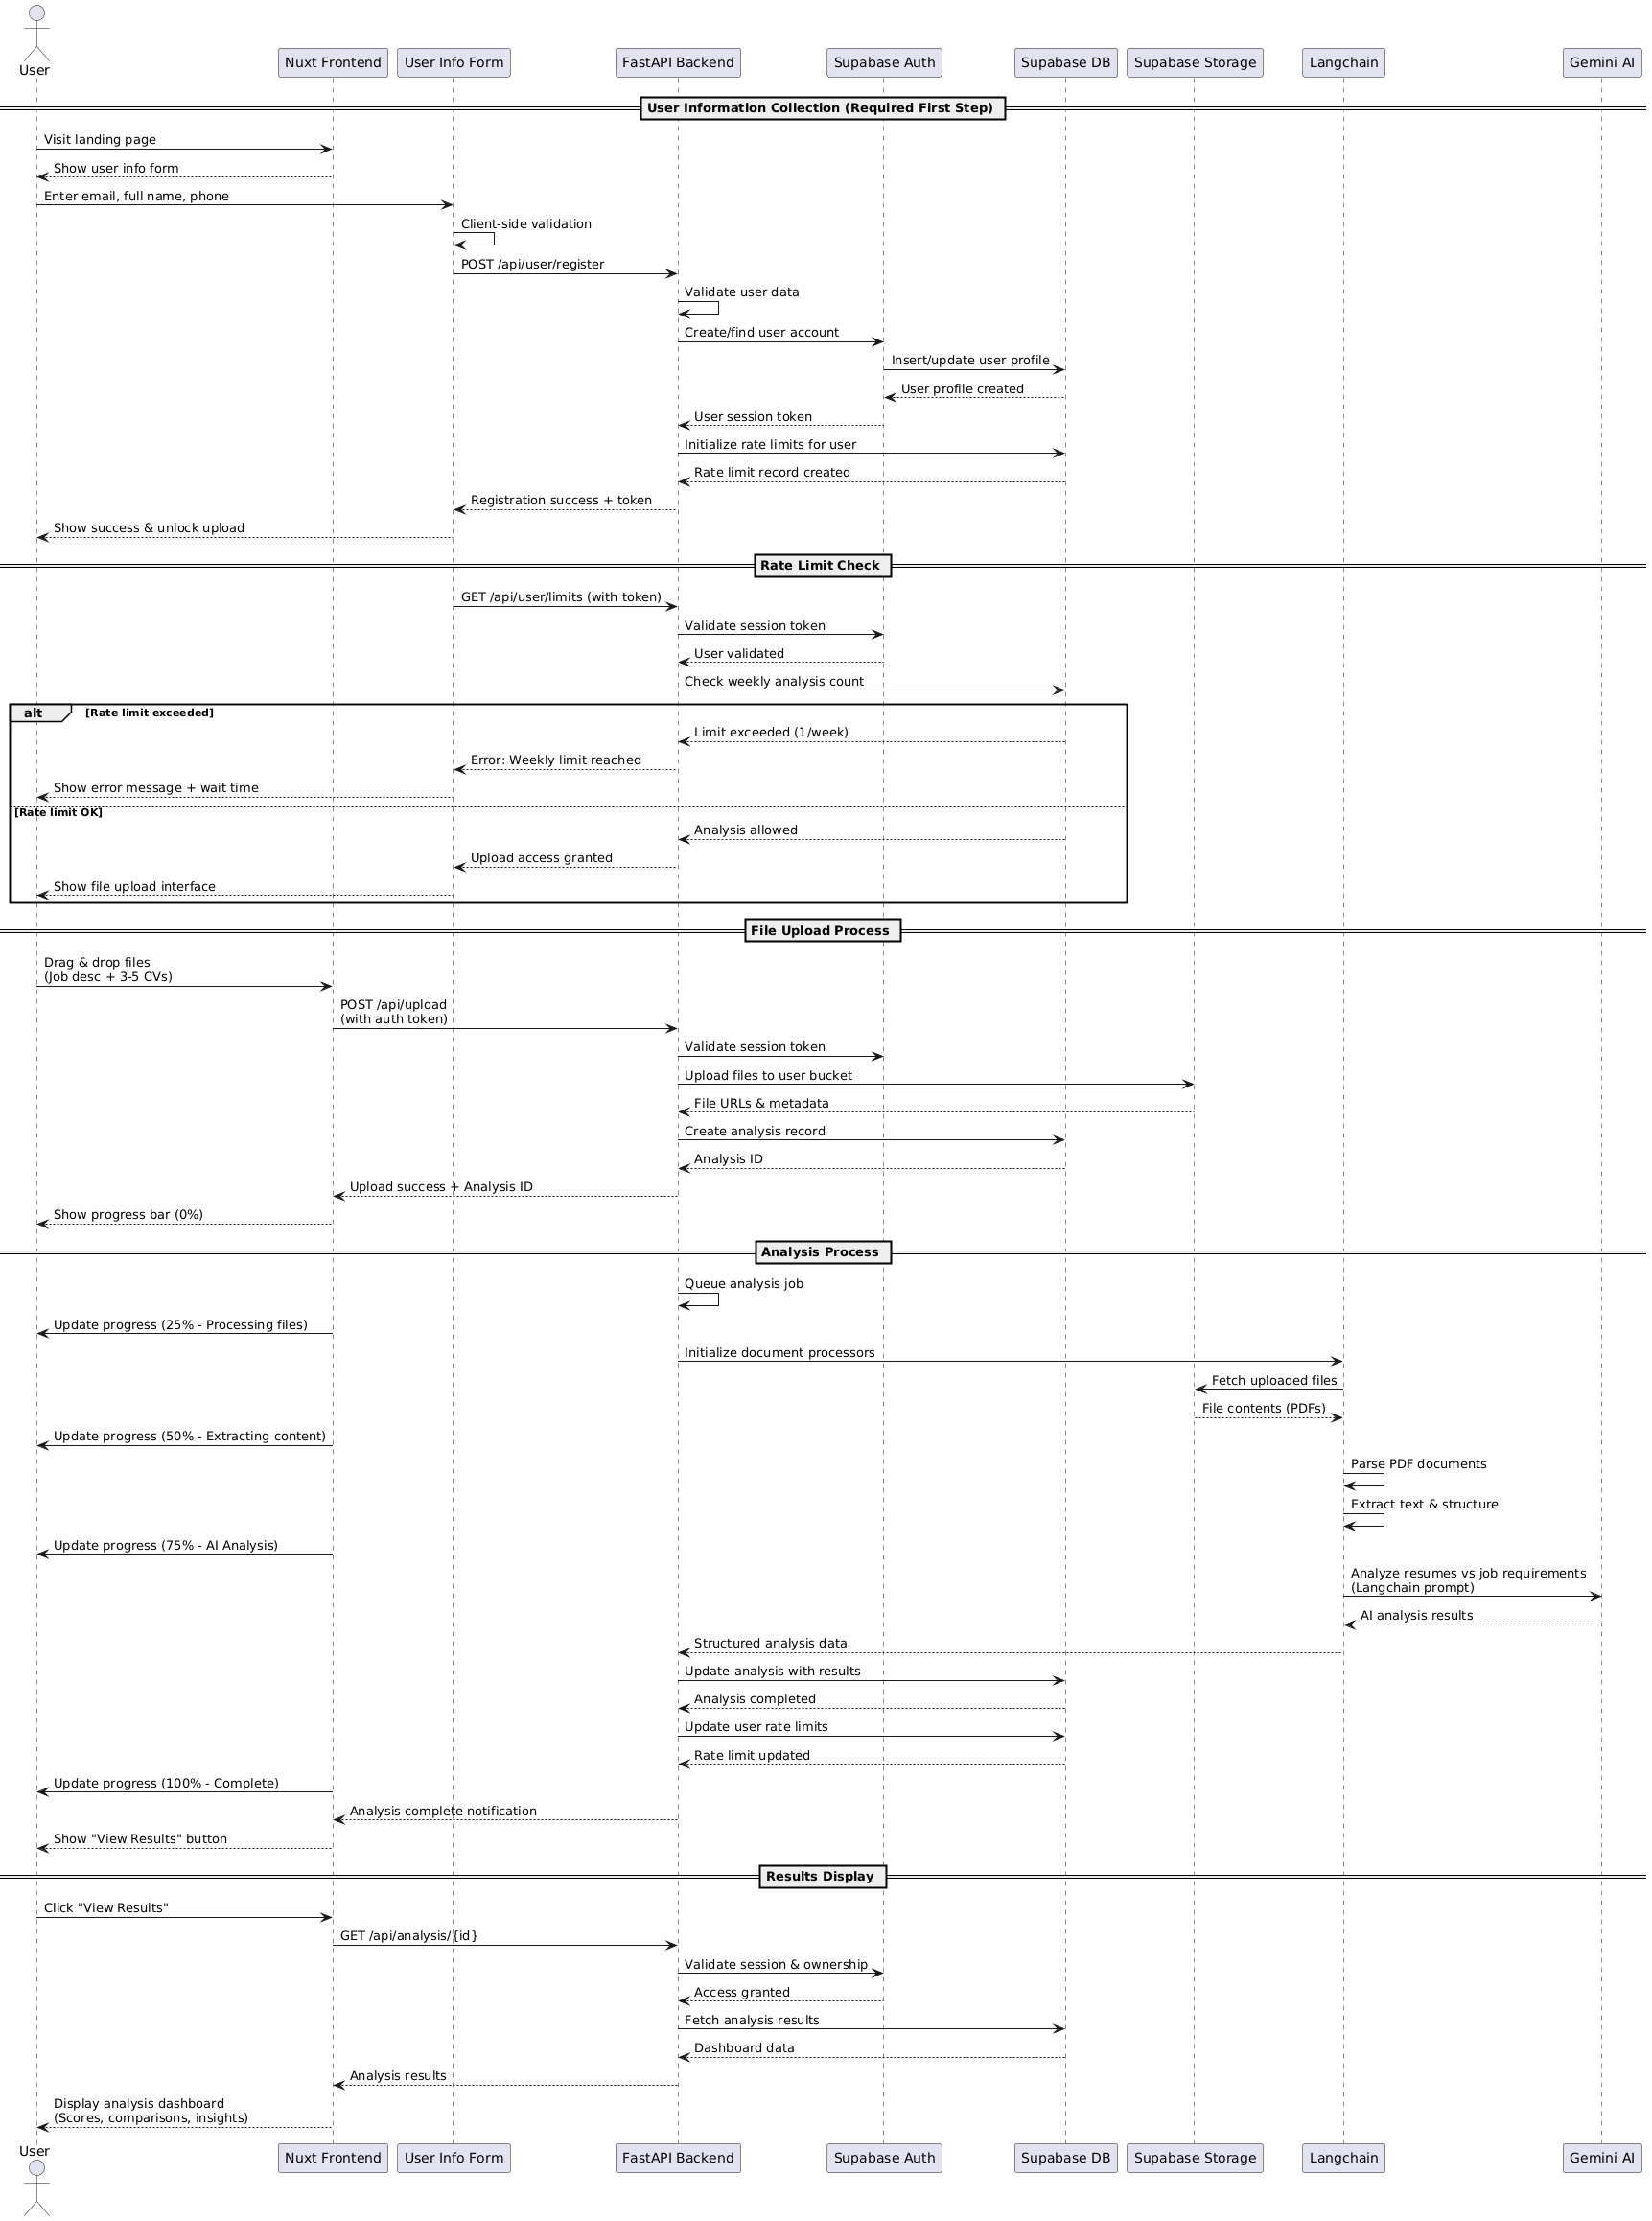 User
Nuxt Frontend
User Info Form
FastAPI Backend
Supabase Auth
Supabase DB
Supabase Storage
Langchain
Gemini AI
User Information Collection (Required First Step)
Visit landing page
Show user info form
Enter email, full name, phone
Client-side validation
POST /api/user/register
Validate user data
Create/find user account
Insert/update user profile
User profile created
User session token
Initialize rate limits for user
Rate limit record created
Registration success + token
Show success & unlock upload
Rate Limit Check
GET /api/user/limits (with token)
Validate session token
User validated
Check weekly analysis count
alt
[Rate limit exceeded]
Limit exceeded (1/week)
Error: Weekly limit reached
Show error message + wait time
[Rate limit OK]
Analysis allowed
Upload access granted
Show file upload interface
File Upload Process
Drag & drop files
(Job desc + 3-5 CVs)
POST /api/upload
(with auth token)
Validate session token
Upload files to user bucket
File URLs & metadata
Create analysis record
Analysis ID
Upload success + Analysis ID
Show progress bar (0%)
Analysis Process
Queue analysis job
Update progress (25% - Processing files)
Initialize document processors
Fetch uploaded files
File contents (PDFs)
Update progress (50% - Extracting content)
Parse PDF documents
Extract text & structure
Update progress (75% - AI Analysis)
Analyze resumes vs job requirements
(Langchain prompt)
AI analysis results
Structured analysis data
Update analysis with results
Analysis completed
Update user rate limits
Rate limit updated
Update progress (100% - Complete)
Analysis complete notification
Show "View Results" button
Results Display
Click "View Results"
GET /api/analysis/{id}
Validate session & ownership
Access granted
Fetch analysis results
Dashboard data
Analysis results
Display analysis dashboard
(Scores, comparisons, insights)
User
Nuxt Frontend
User Info Form
FastAPI Backend
Supabase Auth
Supabase DB
Supabase Storage
Langchain
Gemini AI